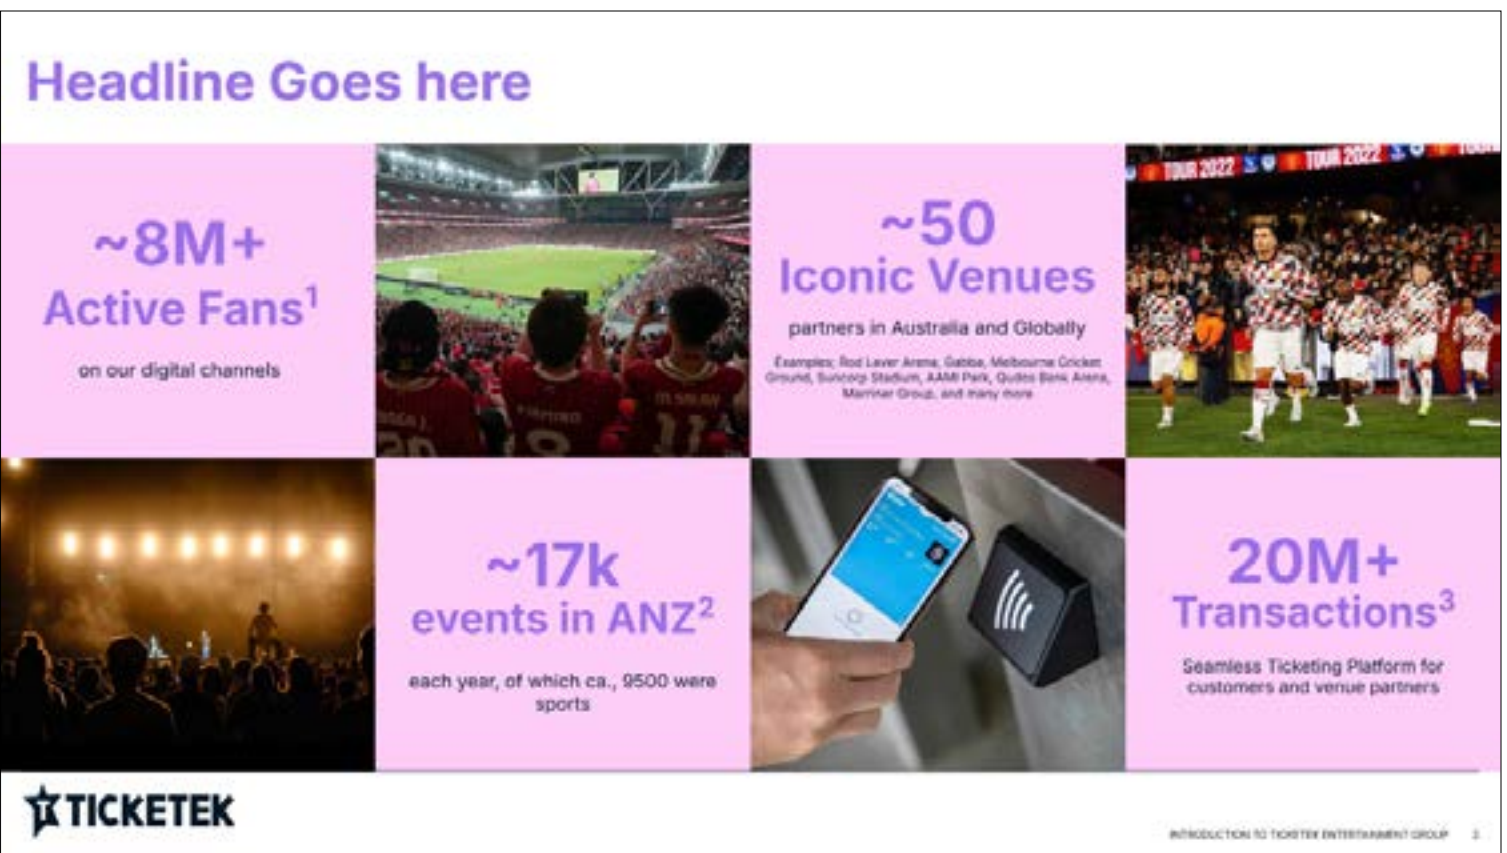 Headline Goes here
~8M+
Active Fans¹
on our digital channels
TOUR 2022
TOUR 2022
~50
Iconic Venues
partners in Australia and Globally
Examples; Rod Laver Arena, Gabba, Melbourne Cricket
Ground, Suncorp Stadium, AAMI Park, Qudos Bank Arena,
Marriner Group, and many more
11
~17k
events in ANZ²
each year, of which ca., 9500 were
sports
20M+
Transactions³
Seamless Ticketing Platform for
customers and venue partners
TICKETEK
INTRODUCTION TO TICKETEK ENTERTAINMENT GROUP